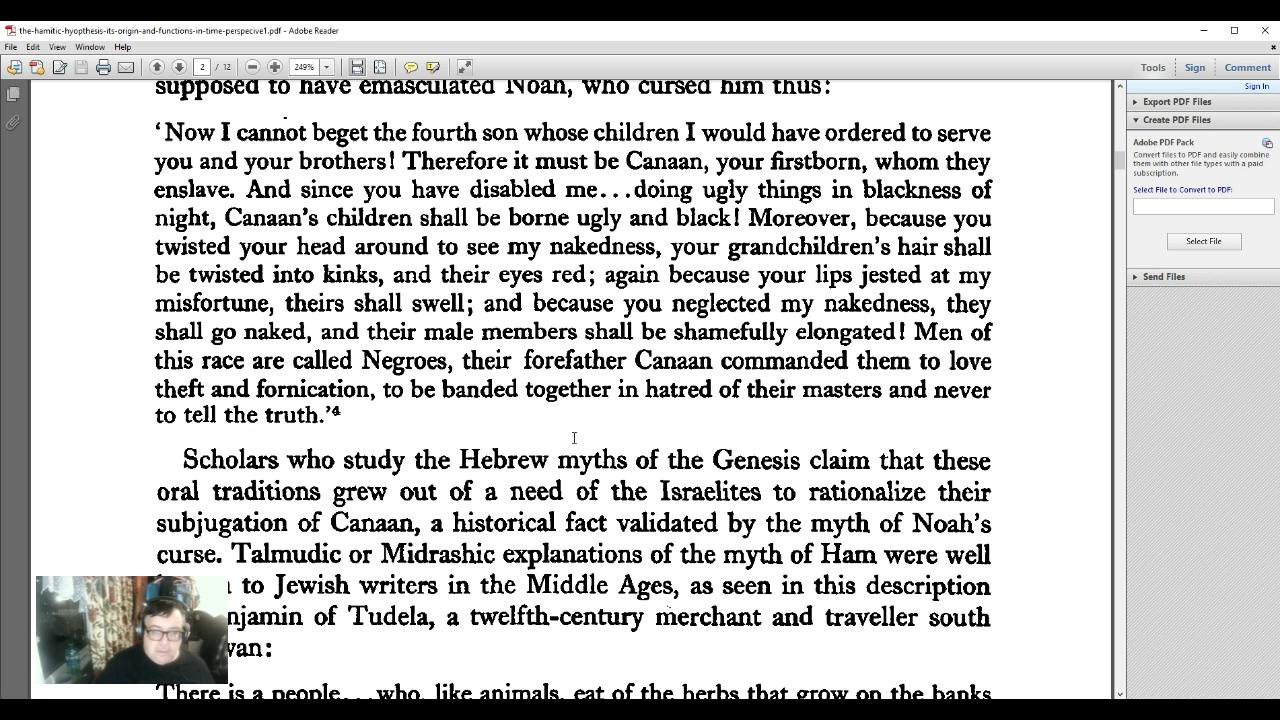 the-hamitic-hyopthesis-its-origin-and-functions-in-time-perspecive1.pdf - Adobe Reader
File Edit View Window Help
2 / 12 249% Tools Sign Comment
Sign In
Export PDF Files
Create PDF Files
Adobe PDF Pack
Convert files to PDF and easily combine
them with other file types with a paid
subscription.
Select File to Convert to PDF:
Select File
Send Files
supposed to have emasculated Noah, who cursed him thus:
‘Now I cannot beget the fourth son whose children I would have ordered to serve
you and your brothers! Therefore it must be Canaan, your firstborn, whom they
enslave. And since you have disabled me...doing ugly things in blackness of
night, Canaan's children shall be borne ugly and black! Moreover, because you
twisted your head around to see my nakedness, your grandchildren's hair shall
be twisted into kinks, and their eyes red; again because your lips jested at my
misfortune, theirs shall swell; and because you neglected my nakedness, they
shall go naked, and their male members shall be shamefully elongated! Men of
this race are called Negroes, their forefather Canaan commanded them to love
theft and fornication, to be banded together in hatred of their masters and never
to tell the truth.’⁴
Scholars who study the Hebrew myths of the Genesis claim that these
oral traditions grew out of a need of the Israelites to rationalize their
subjugation of Canaan, a historical fact validated by the myth of Noah's
curse. Talmudic or Midrashic explanations of the myth of Ham were well
to Jewish writers in the Middle Ages, as seen in this description
njamin of Tudela, a twelfth-century merchant and traveller south
wan:
There is a people...who, like animals, eat of the herbs that grow on the banks